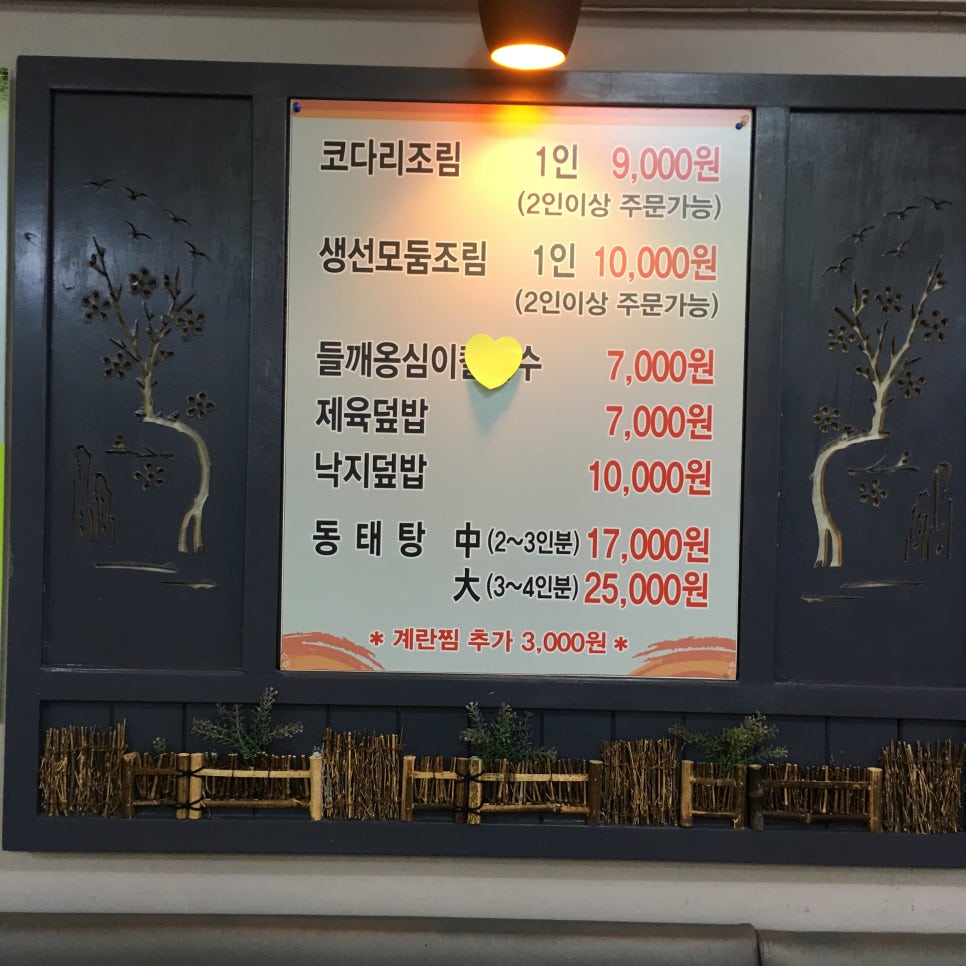 코다리조림 1인 9,000원
(2인이상 주문가능)
생선모둠조림 1인 10,000원
(2인이상 주문가능)
들깨옹심이 수 7,000원
제육덮밥 7,000원
낙지덮밥 10,000원
동태탕 中 (2~3인분) 17,000원
大 (3~4인분) 25,000원
* 계란찜 추가 3,000원 *